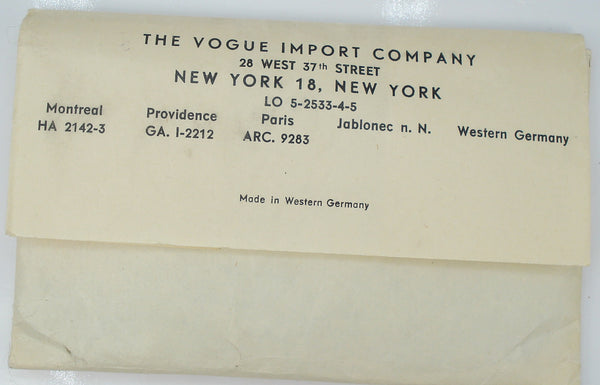 THE VOGUE IMPORT COMPANY
28 WEST 37th STREET
NEW YORK 18, NEW YORK
LO 5-2533-4-5
Montreal Providence Paris Jablonec n. N. Western Germany
HA 2142-3 GA. I-2212 ARC. 9283
Made in Western Germany